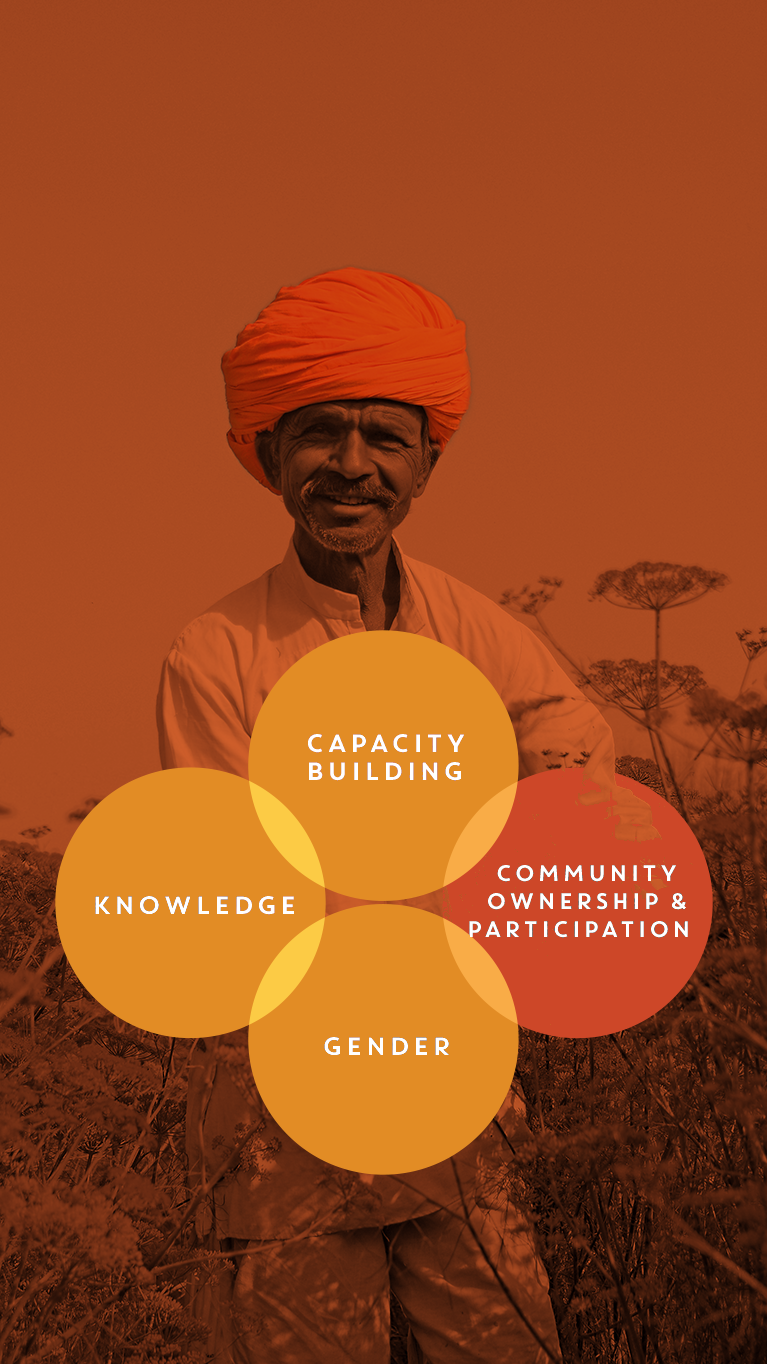 CAPACITY
BUILDING
KNOWLEDGE
COMMUNITY
OWNERSHIP &
PARTICIPATION
GENDER